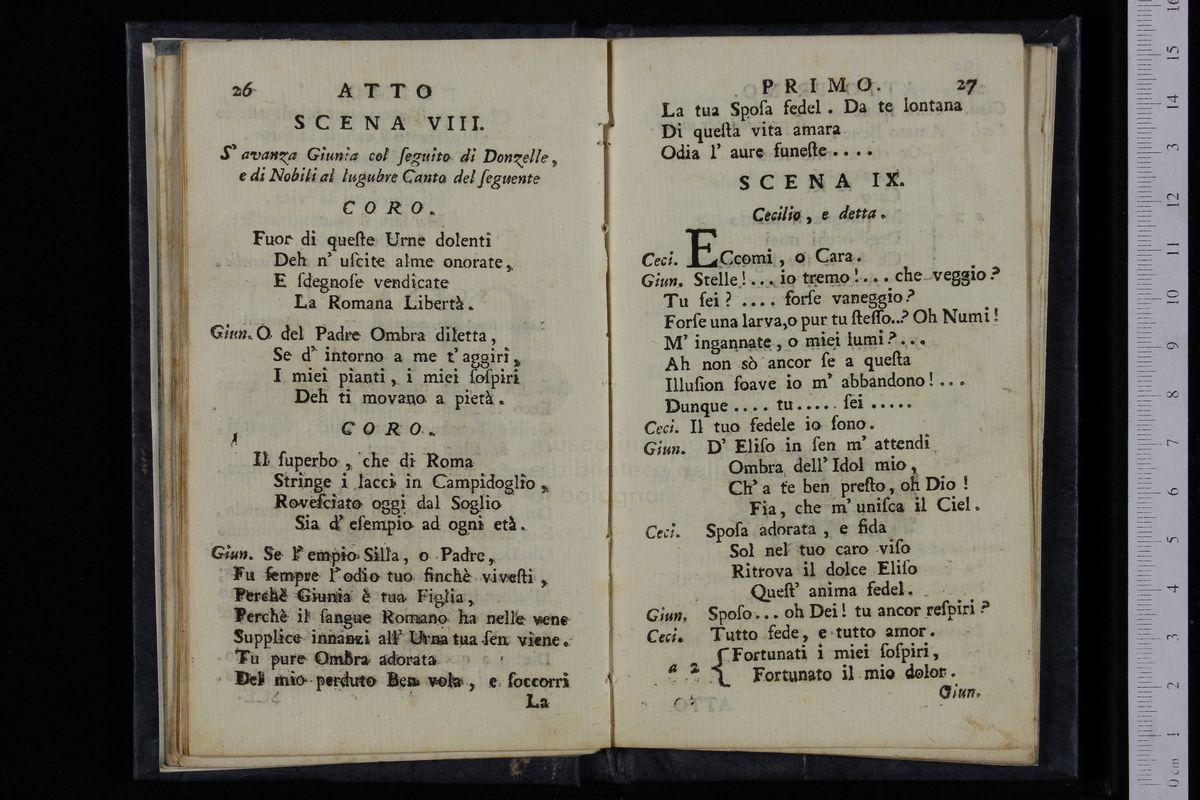 26 ATTO
SCENA VIII.
S' avanza Giunia col ſeguito di Donzelle,
e di Nobili al lugubre Canto del ſeguente
CORO.
Fuor di queſte Urne dolenti
Deh n' uſcite alme onorate,
E ſdegnoſe vendicate
La Romana Libertà.
Giun. O del Padre Ombra diletta,
Se d' intorno a me t' aggiri,
I miei pianti, i miei ſoſpiri
Deh ti movano a pietà.
CORO.
Il ſuperbo, che di Roma
Stringe i lacci in Campidoglio,
Roveſciato oggi dal Soglio
Sia d' eſempio ad ogni età.
Giun. Se l' empio Silla, o Padre,
Fu ſempre l' odio tuo finchè viveſti,
Perchè Giunia è tua Figlia,
Perchè il ſangue Romano ha nelle vene
Supplice innanzi all' Urna tua ſen viene.
Tu pure Ombra adorata
Del mio perduto Ben vola, e ſoccorri
La
PRIMO. 27
La tua Spoſa fedel. Da te lontana
Di queſta vita amara
Odia l' aure funeſte....
SCENA IX.
Cecilio, e detta.
Ceci. ECcomi, o Cara.
Giun. Stelle!... io tremo!... che veggio?
Tu ſei? .... forſe vaneggio?
Forſe una larva,o pur tu ſteſſo..? Oh Numi!
M' ingannate, o miei lumi?...
Ah non sò ancor ſe a queſta
Illuſion ſoave io m' abbandono!...
Dunque .... tu.... ſei .....
Ceci. Il tuo fedele io ſono.
Giun. D' Eliſo in ſen m' attendi
Ombra dell' Idol mio,
Ch' a te ben preſto, oh Dio!
Fia, che m' uniſca il Ciel.
Ceci. Spoſa adorata, e fida
Sol nel tuo caro viſo
Ritrova il dolce Eliſo
Queſt' anima fedel.
Giun. Spoſo... oh Dei! tu ancor reſpiri?
Ceci. Tutto fede, e tutto amor.
a 2 { Fortunati i miei ſoſpiri,
Fortunato il mio dolor.
Giun.